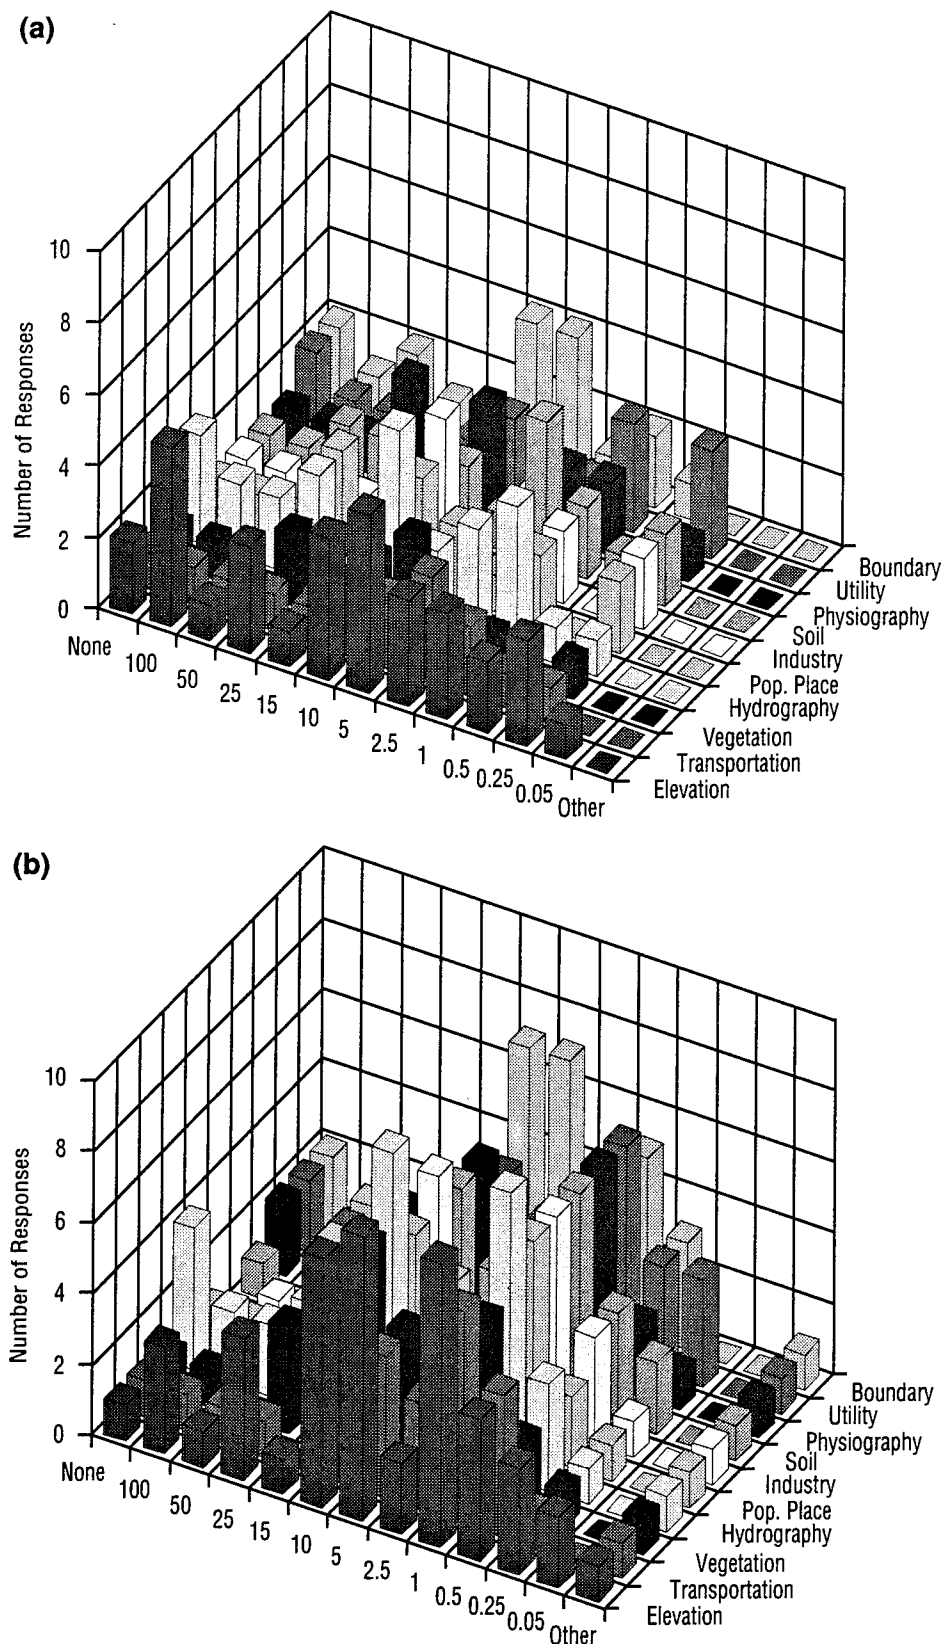 (a)
Number of Responses
10
8
6
4
2
0
None
100
50
25
15
10
5
2.5
1
0.5
0.25
0.05
Other
Boundary
Utility
Physiography
Soil
Industry
Pop. Place
Hydrography
Vegetation
Transportation
Elevation
(b)
Number of Responses
10
8
6
4
2
0
None
100
50
25
15
10
5
2.5
1
0.5
0.25
0.05
Other
Boundary
Utility
Physiography
Soil
Industry
Pop. Place
Hydrography
Vegetation
Transportation
Elevation